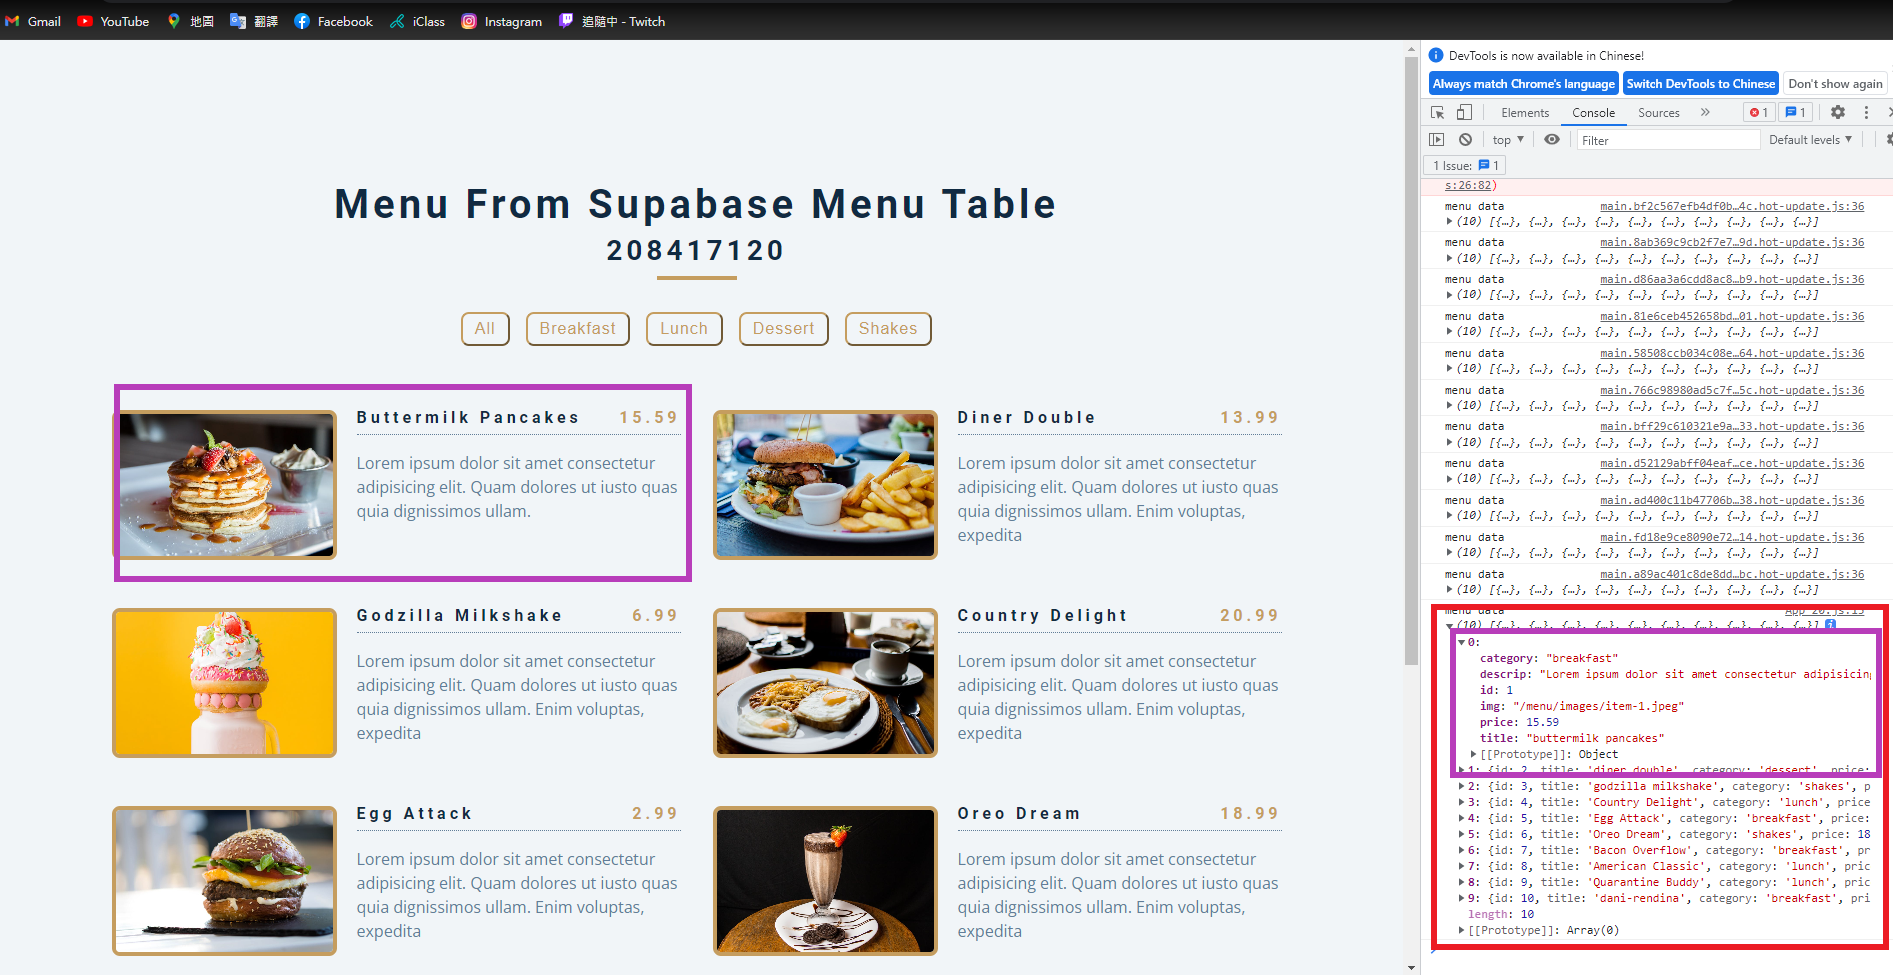 Gmail YouTube 地圖 翻譯 Facebook iClass Instagram 追隨中 - Twitch
Menu From Supabase Menu Table
208417120
All Breakfast Lunch Dessert Shakes
Buttermilk Pancakes 15.59
Lorem ipsum dolor sit amet consectetur
adipisicing elit. Quam dolores ut iusto quas
quia dignissimos ullam.
Diner Double 13.99
Lorem ipsum dolor sit amet consectetur
adipisicing elit. Quam dolores ut iusto quas
quia dignissimos ullam. Enim voluptas,
expedita
Godzilla Milkshake 6.99
Lorem ipsum dolor sit amet consectetur
adipisicing elit. Quam dolores ut iusto quas
quia dignissimos ullam. Enim voluptas,
expedita
Country Delight 20.99
Lorem ipsum dolor sit amet consectetur
adipisicing elit. Quam dolores ut iusto quas
quia dignissimos ullam. Enim voluptas,
expedita
Egg Attack 2.99
Lorem ipsum dolor sit amet consectetur
adipisicing elit. Quam dolores ut iusto quas
quia dignissimos ullam. Enim voluptas,
expedita
Oreo Dream 18.99
Lorem ipsum dolor sit amet consectetur
adipisicing elit. Quam dolores ut iusto quas
quia dignissimos ullam. Enim voluptas,
expedita
DevTools is now available in Chinese!
Always match Chrome's language Switch DevTools to Chinese Don't show again
Elements Console Sources » 1 1
top ▼ Filter Default levels ▼
1 Issue: 1
s:26:82)
menu data main.bf2c567efb4df0b…4c.hot-update.js:36
(10) [{…}, {…}, {…}, {…}, {…}, {…}, {…}, {…}, {…}, {…}]
menu data main.8ab369c9cb2f7e7…9d.hot-update.js:36
(10) [{…}, {…}, {…}, {…}, {…}, {…}, {…}, {…}, {…}, {…}]
menu data main.d86aa3a6cdd8ac8…b9.hot-update.js:36
(10) [{…}, {…}, {…}, {…}, {…}, {…}, {…}, {…}, {…}, {…}]
menu data main.81e6ceb452658bd…01.hot-update.js:36
(10) [{…}, {…}, {…}, {…}, {…}, {…}, {…}, {…}, {…}, {…}]
menu data main.58508ccb034c08e…64.hot-update.js:36
(10) [{…}, {…}, {…}, {…}, {…}, {…}, {…}, {…}, {…}, {…}]
menu data main.766c98980ad5c7f…5c.hot-update.js:36
(10) [{…}, {…}, {…}, {…}, {…}, {…}, {…}, {…}, {…}, {…}]
menu data main.bff29c610321e9a…33.hot-update.js:36
(10) [{…}, {…}, {…}, {…}, {…}, {…}, {…}, {…}, {…}, {…}]
menu data main.d52129abff04eaf…ce.hot-update.js:36
(10) [{…}, {…}, {…}, {…}, {…}, {…}, {…}, {…}, {…}, {…}]
menu data main.ad400c11b47706b…38.hot-update.js:36
(10) [{…}, {…}, {…}, {…}, {…}, {…}, {…}, {…}, {…}, {…}]
menu data main.fd18e9ce8090e72…14.hot-update.js:36
(10) [{…}, {…}, {…}, {…}, {…}, {…}, {…}, {…}, {…}, {…}]
menu data main.a89ac401c8de8dd…bc.hot-update.js:36
(10) [{…}, {…}, {…}, {…}, {…}, {…}, {…}, {…}, {…}, {…}]
menu data App_20.js:15
(10) [{…}, {…}, {…}, {…}, {…}, {…}, {…}, {…}, {…}, {…}]
0:
category: "breakfast"
descrip: "Lorem ipsum dolor sit amet consectetur adipisicing
id: 1
img: "/menu/images/item-1.jpeg"
price: 15.59
title: "buttermilk pancakes"
[[Prototype]]: Object
1: {id: 2, title: 'diner double', category: 'dessert', price:
2: {id: 3, title: 'godzilla milkshake', category: 'shakes', p
3: {id: 4, title: 'Country Delight', category: 'lunch', price
4: {id: 5, title: 'Egg Attack', category: 'breakfast', price:
5: {id: 6, title: 'Oreo Dream', category: 'shakes', price: 18
6: {id: 7, title: 'Bacon Overflow', category: 'breakfast', pr
7: {id: 8, title: 'American Classic', category: 'lunch', pric
8: {id: 9, title: 'Quarantine Buddy', category: 'lunch', pric
9: {id: 10, title: 'dani-rendina', category: 'breakfast', pri
length: 10
[[Prototype]]: Array(0)